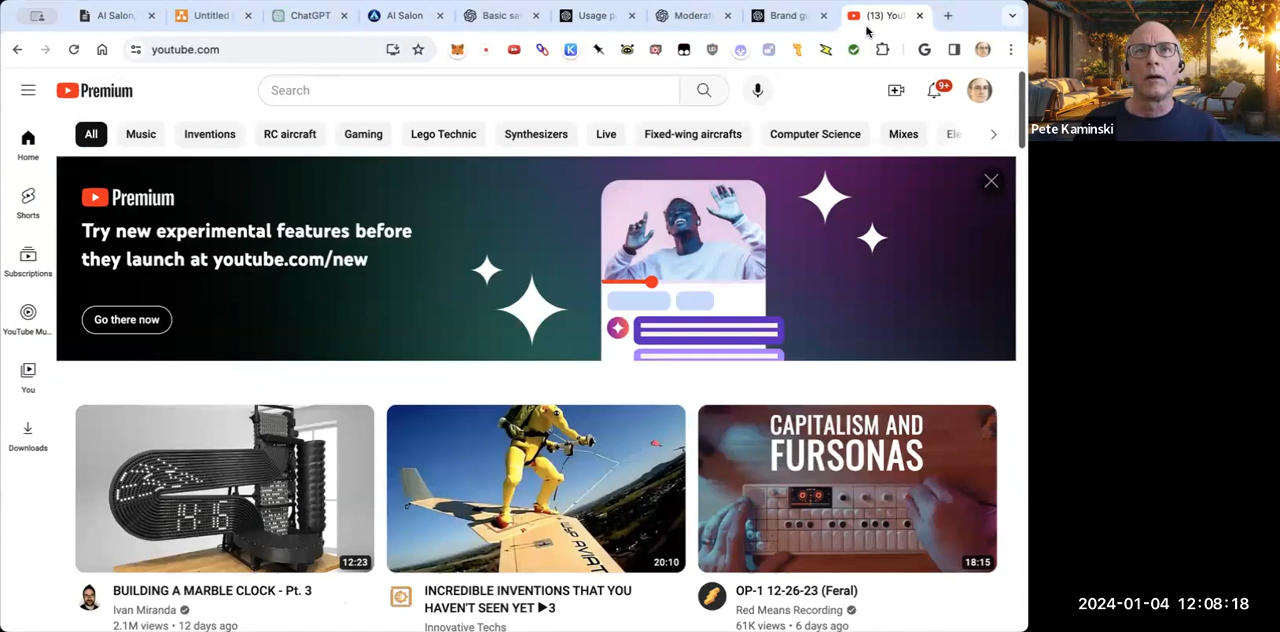 AI Salon,
Untitled
ChatGPT
AI Salon
Basic sa
Usage p
Moderat
Brand gu
(13) You
youtube.com
Premium
Search
9+
Pete Kaminski
All
Music
Inventions
RC aircraft
Gaming
Lego Technic
Synthesizers
Live
Fixed-wing aircrafts
Computer Science
Mixes
Ele
Home
Shorts
Subscriptions
YouTube Mu...
You
Downloads
Premium
Try new experimental features before
they launch at youtube.com/new
Go there now
14:16
12:23
20:10
CAPITALISM AND
FURSONAS
18:15
BUILDING A MARBLE CLOCK - Pt. 3
Ivan Miranda
2.1M views • 12 days ago
INCREDIBLE INVENTIONS THAT YOU
HAVEN'T SEEN YET ▶3
Innovative Techs
OP-1 12-26-23 (Feral)
Red Means Recording
61K views • 6 days ago
2024-01-04 12:08:18